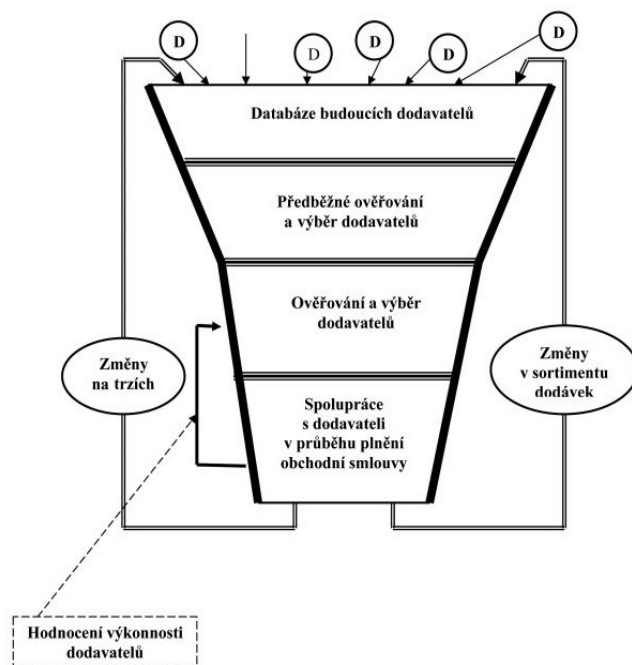 D
D
D
D
D
Databáze budoucích dodavatelů
Předběžné ověřování
a výběr dodavatelů
Ověřování a výběr
dodavatelů
Změny
na trzích
Změny
v sortimentu
dodávek
Spolupráce
s dodavateli
v průběhu plnění
obchodní smlouvy
Hodnocení výkonnosti
dodavatelů